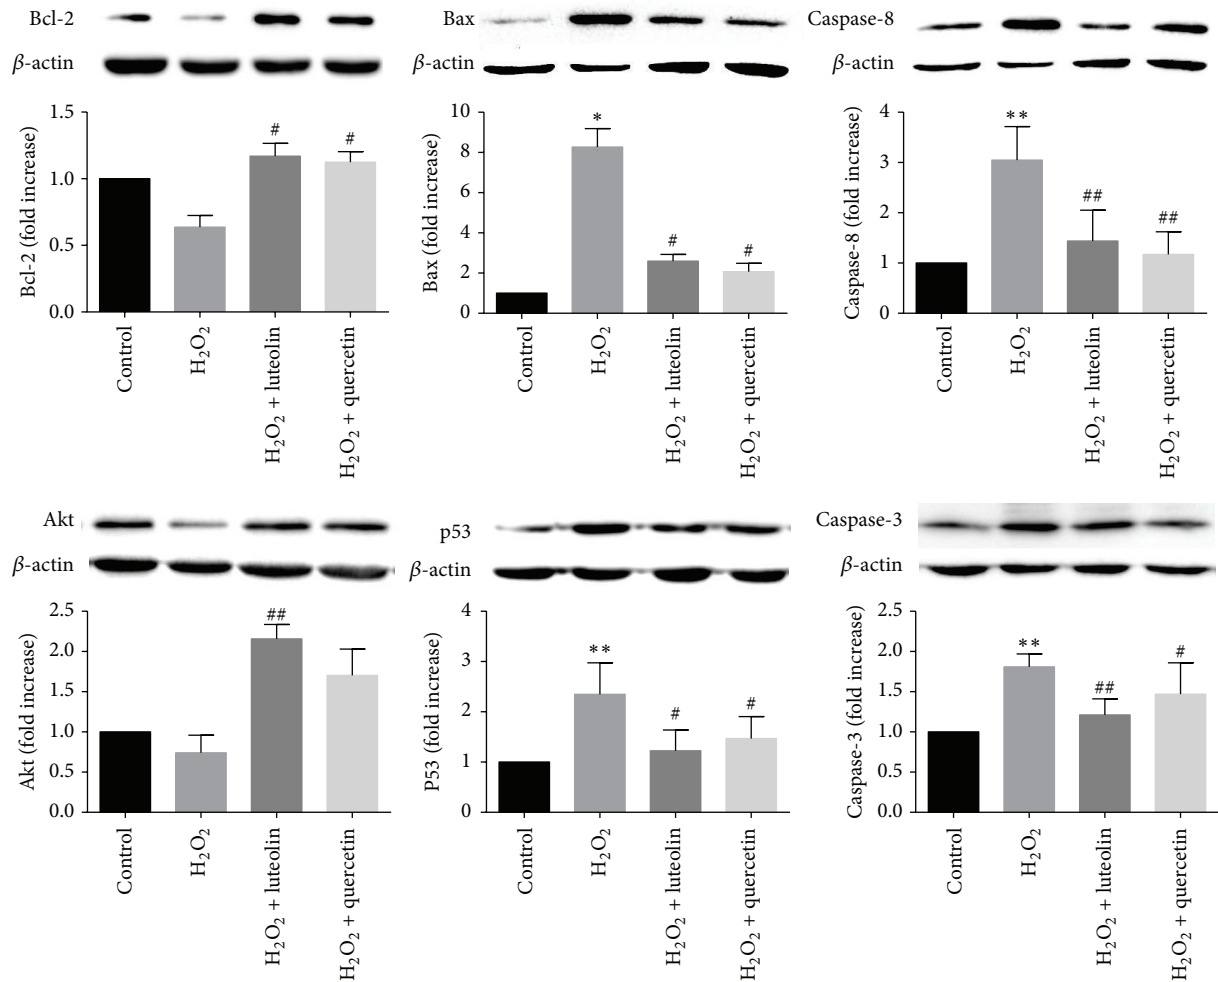 Bcl-2
β-actin
Bcl-2 (fold increase)
1.5
1.0
0.5
0.0
#
#
Control
H₂O₂
H₂O₂ + luteolin
H₂O₂ + quercetin
Bax
β-actin
Bax (fold increase)
10
8
6
4
2
0
*
#
#
Control
H₂O₂
H₂O₂ + luteolin
H₂O₂ + quercetin
Caspase-8
β-actin
Caspase-8 (fold increase)
4
3
2
1
0
**
##
##
Control
H₂O₂
H₂O₂ + luteolin
H₂O₂ + quercetin
Akt
β-actin
Akt (fold increase)
2.5
2.0
1.5
1.0
0.5
0.0
##
Control
H₂O₂
H₂O₂ + luteolin
H₂O₂ + quercetin
p53
β-actin
P53 (fold increase)
4
3
2
1
0
**
#
#
Control
H₂O₂
H₂O₂ + luteolin
H₂O₂ + quercetin
Caspase-3
β-actin
Caspase-3 (fold increase)
2.5
2.0
1.5
1.0
0.5
0.0
**
##
#
Control
H₂O₂
H₂O₂ + luteolin
H₂O₂ + quercetin